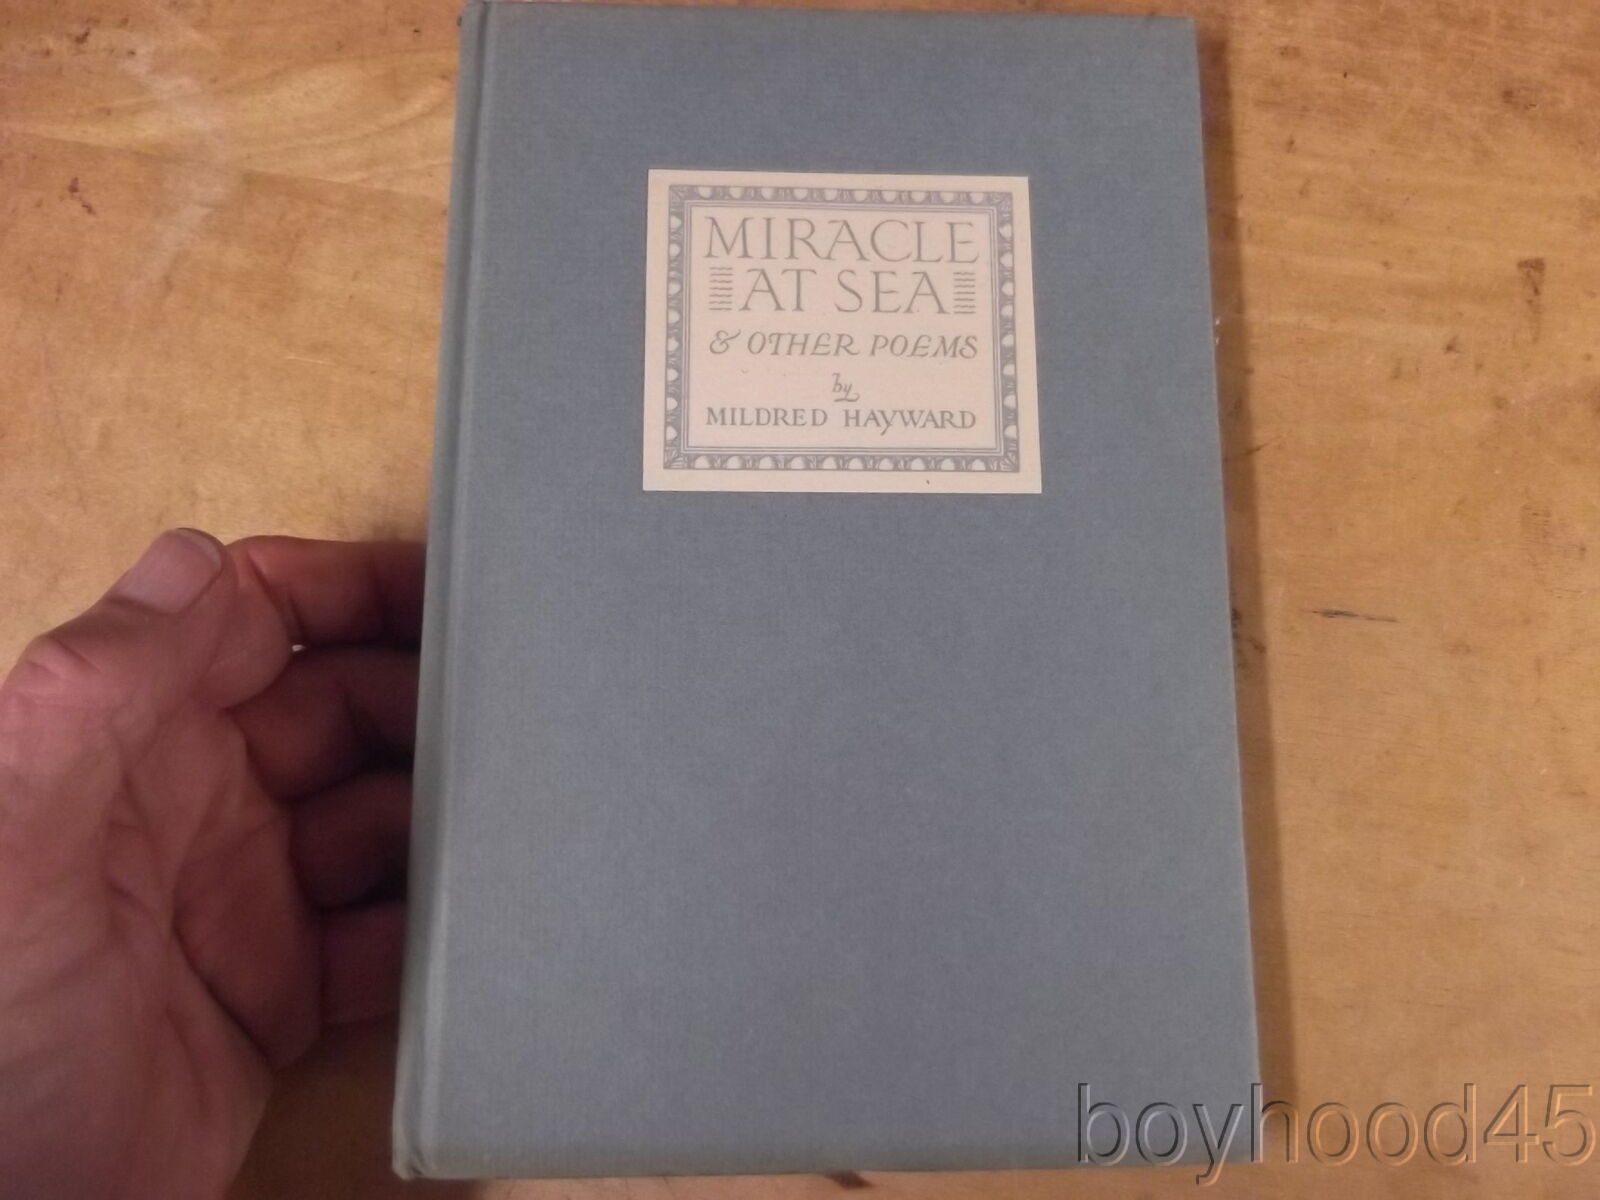 MIRACLE
AT SEA
& OTHER POEMS
by
MILDRED HAYWARD
boyhood45